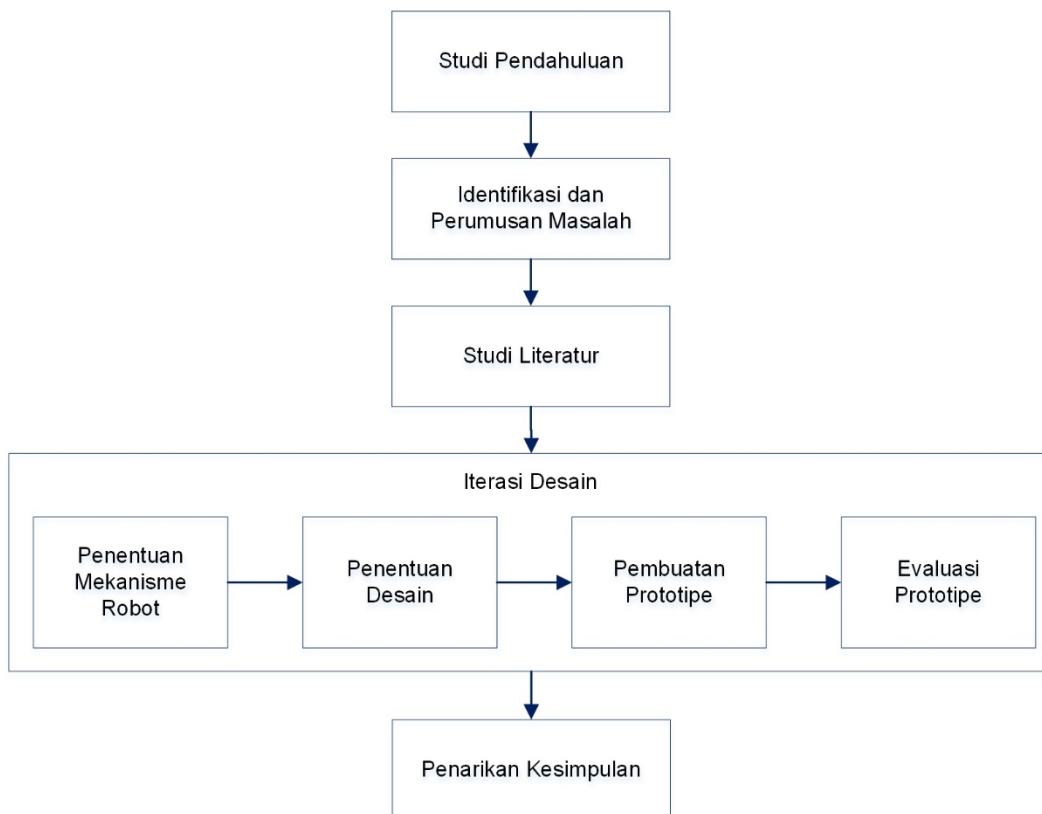 Studi Pendahuluan
Identifikasi dan
Perumusan Masalah
Studi Literatur
Iterasi Desain
Penentuan
Mekanisme
Robot
Penentuan
Desain
Pembuatan
Prototipe
Evaluasi
Prototipe
Penarikan Kesimpulan